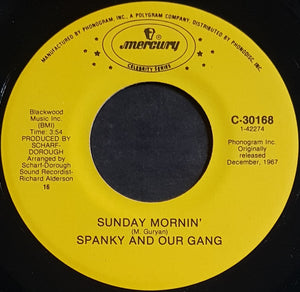 MANUFACTURED BY PHONOGRAM, INC., A POLYGRAM COMPANY. DISTRIBUTED BY PHONODISC, INC.
mercury
CELEBRITY SERIES
Blackwood
Music Inc.
(BMI)
Time: 3:54
Produced by
SCHARF-
DOROUGH
Arranged by
Scharf-Dorough
Sound Recordist-
Richard Alderson
16
C-30168
1-42274
Phonogram Inc.
Originally
released
December, 1967
SUNDAY MORNIN'
(M. Guryan)
SPANKY AND OUR GANG